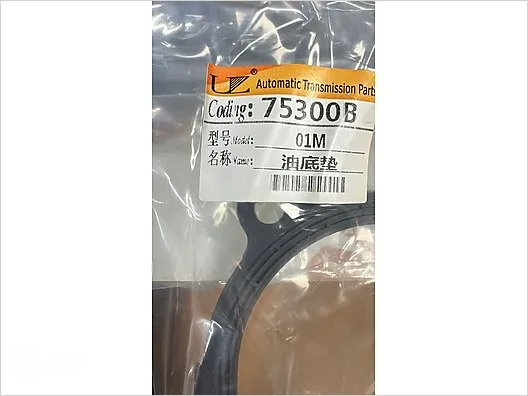 UZ® Automatic Transmission Parts
Coding: 75300B
型号Model: 01M
名称Name: 油底垫